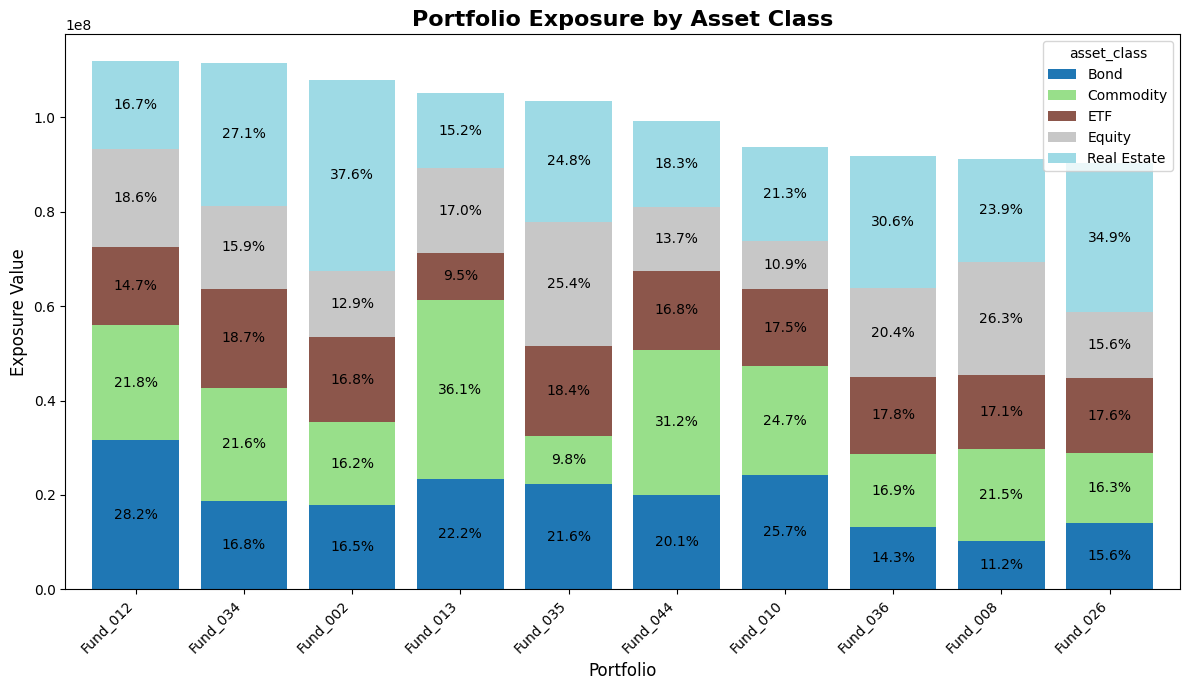 Portfolio Exposure by Asset Class
1e8
asset_class
Bond
Commodity
ETF
Equity
Real Estate
Exposure Value
1.0
0.8
0.6
0.4
0.2
0.0
16.7%
18.6%
14.7%
21.8%
28.2%
27.1%
15.9%
18.7%
21.6%
16.8%
37.6%
12.9%
16.8%
16.2%
16.5%
15.2%
17.0%
9.5%
36.1%
22.2%
24.8%
25.4%
18.4%
9.8%
21.6%
18.3%
13.7%
16.8%
31.2%
20.1%
21.3%
10.9%
17.5%
24.7%
25.7%
30.6%
20.4%
17.8%
16.9%
14.3%
23.9%
26.3%
17.1%
21.5%
11.2%
34.9%
15.6%
17.6%
16.3%
15.6%
Fund_012
Fund_034
Fund_002
Fund_013
Fund_035
Fund_044
Fund_010
Fund_036
Fund_008
Fund_026
Portfolio